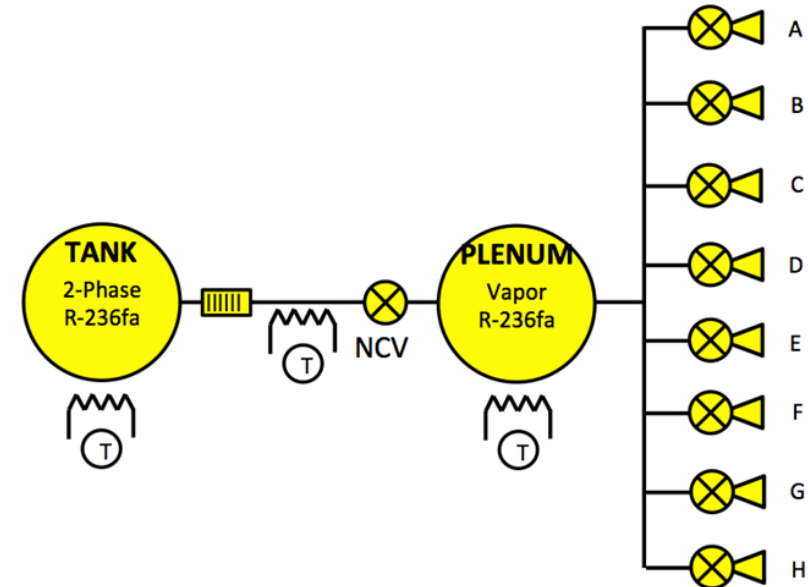 A
B
C
D
E
F
G
H
TANK
2-Phase
R-236fa
T
T
NCV
PLENUM
Vapor
R-236fa
T